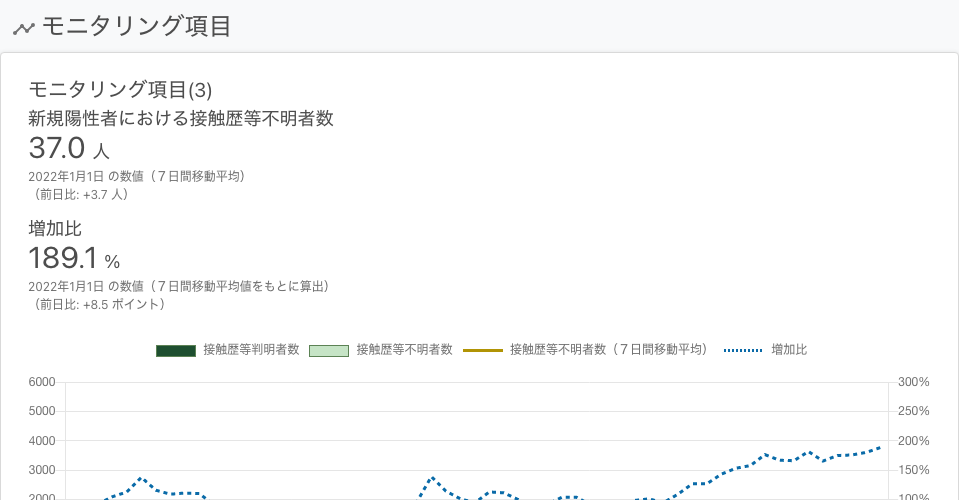 モニタリング項目
モニタリング項目(3)
新規陽性者における接触歴等不明者数
37.0 人
2022年1月1日 の数値（７日間移動平均）
（前日比: +3.7 人）
増加比
189.1 %
2022年1月1日 の数値（７日間移動平均値をもとに算出）
（前日比: +8.5 ポイント）
接触歴等判明者数 接触歴等不明者数 接触歴等不明者数（７日間移動平均） 増加比
6000 300%
5000 250%
4000 200%
3000 150%
2000 100%